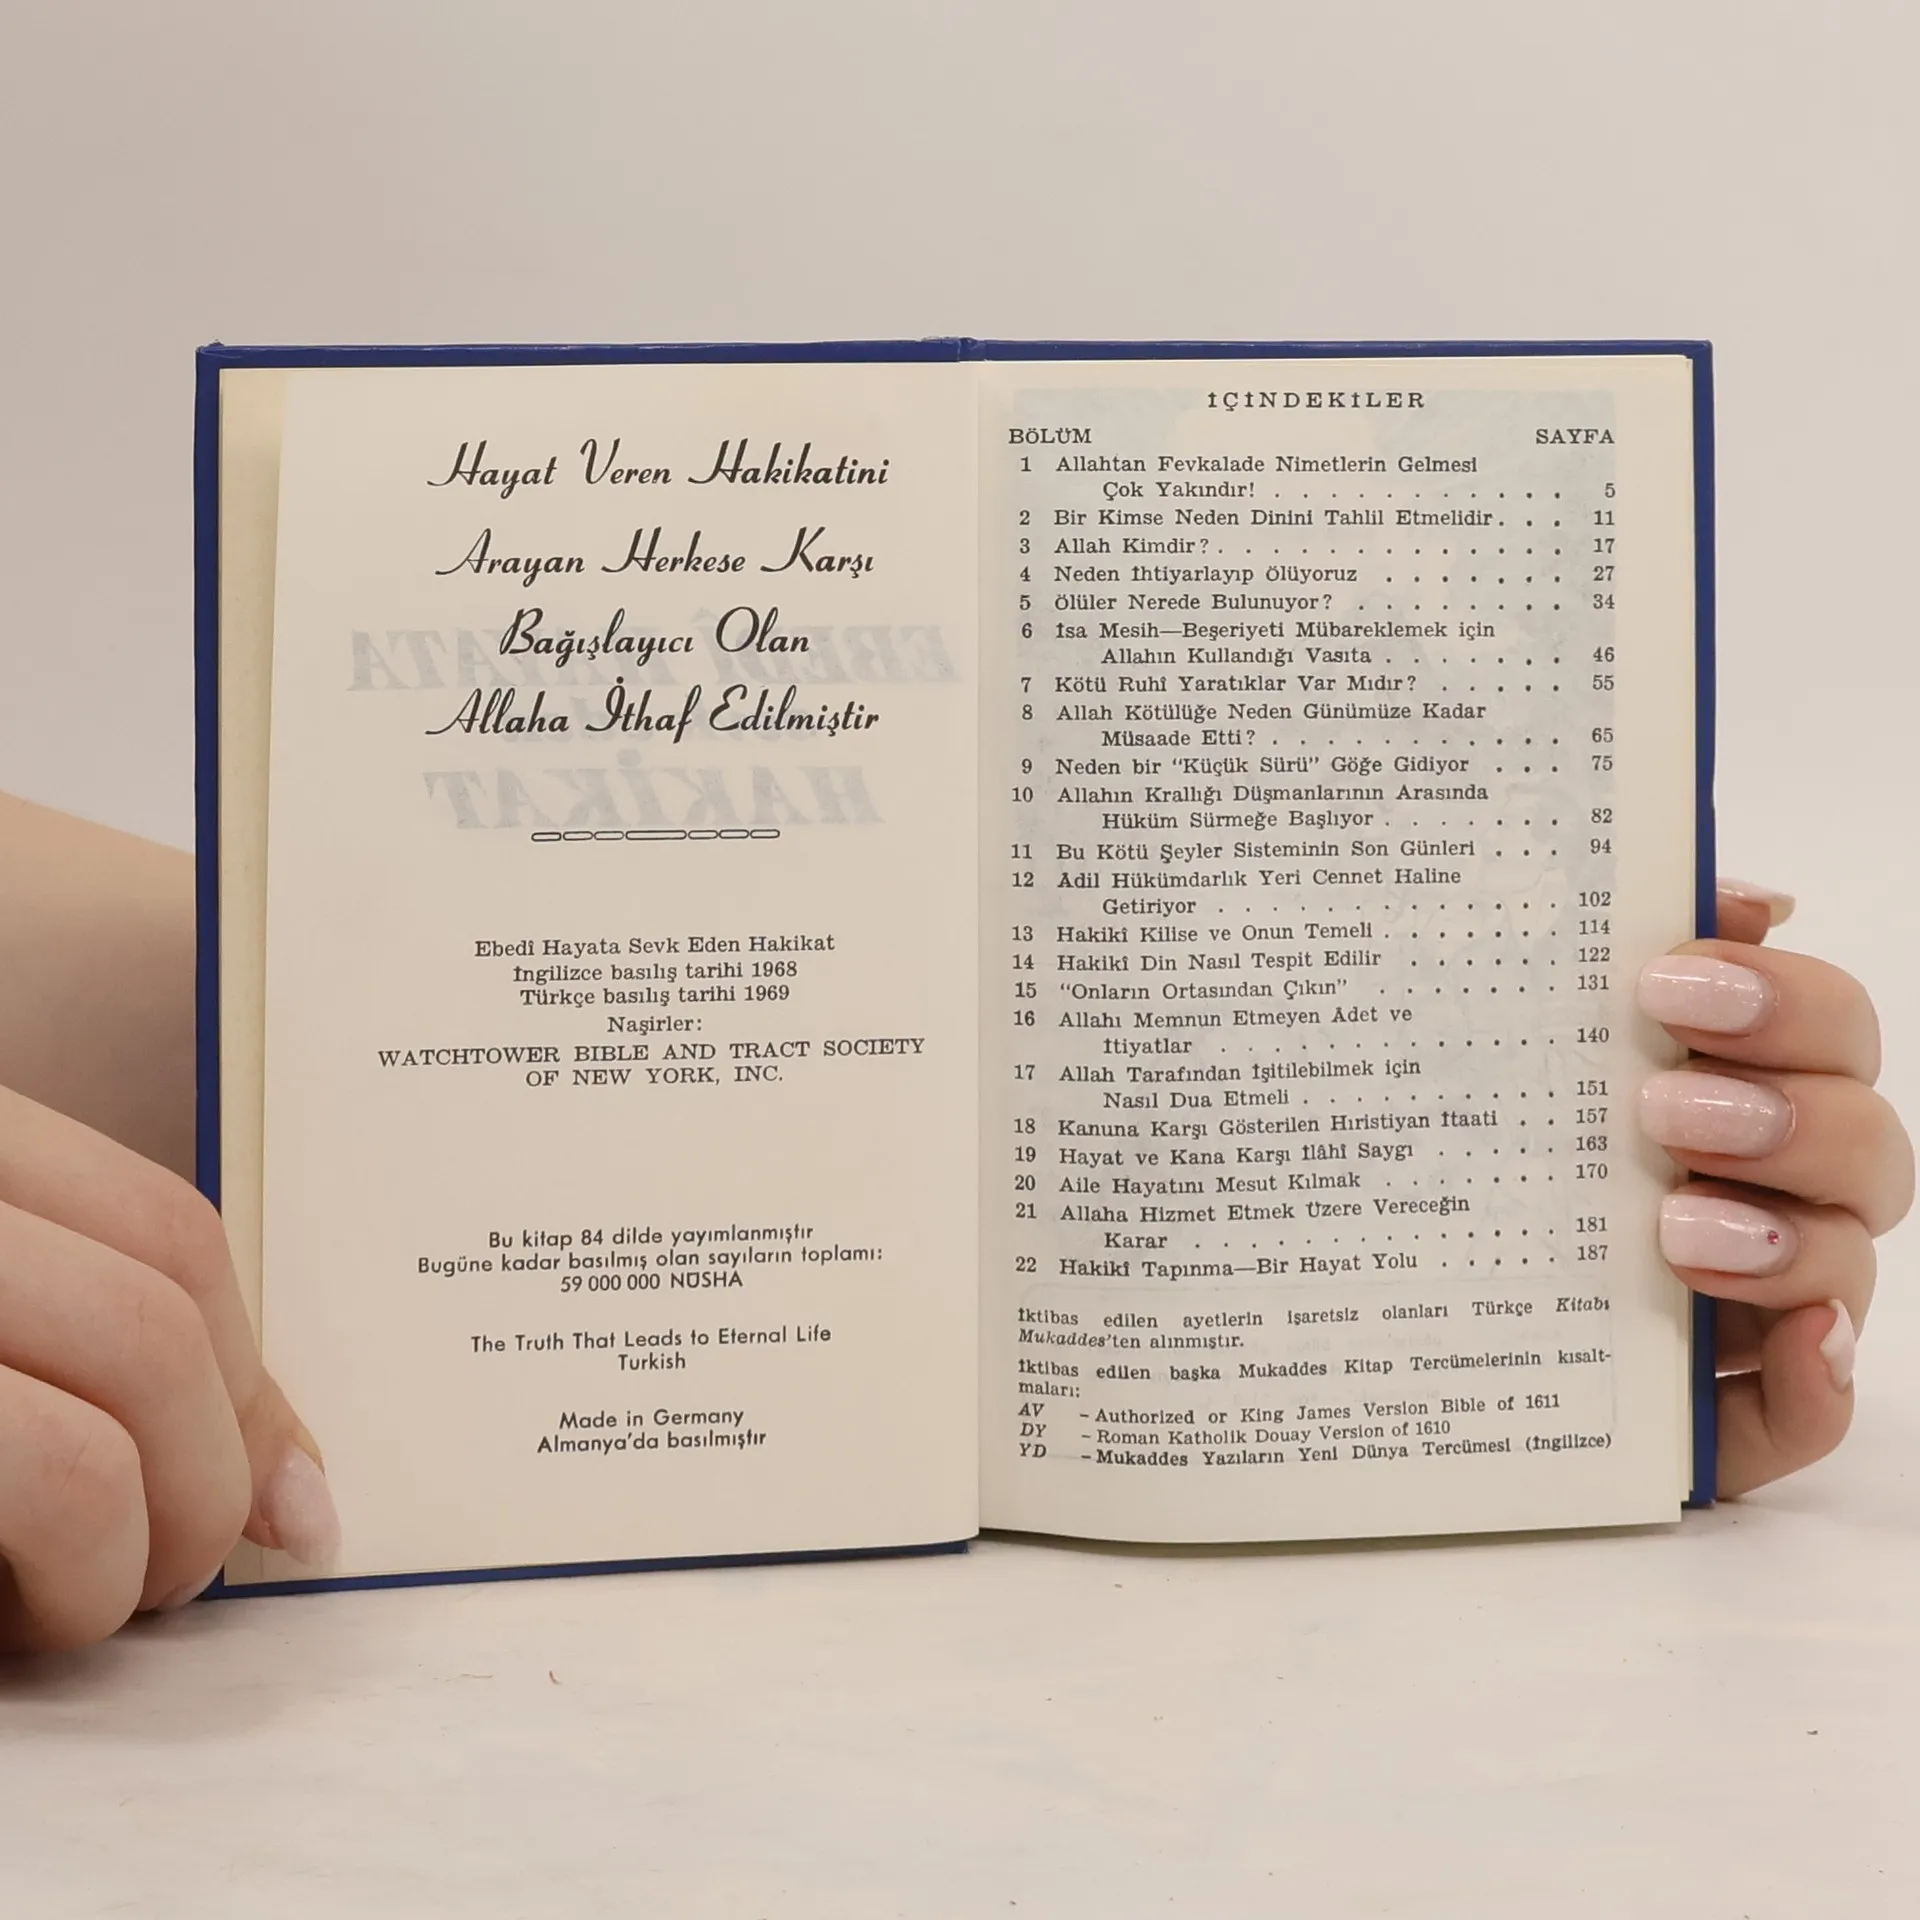 Hayat Veren Hakikatini
Arayan Herkese Karşı
Bağışlayıcı Olan
Allaha İthaf Edilmiştir
EBEDÎ HAYATA
HAKİKAT
Ebedî Hayata Sevk Eden Hakikat
İngilizce basılış tarihi 1968
Türkçe basılış tarihi 1969
Naşirler:
WATCHTOWER BIBLE AND TRACT SOCIETY
OF NEW YORK, INC.
Bu kitap 84 dilde yayımlanmıştır
Bugüne kadar basılmış olan sayıların toplamı:
59 000 000 NÜSHA
The Truth That Leads to Eternal Life
Turkish
Made in Germany
Almanya'da basılmıştır
İÇİNDEKİLER
BÖLÜM SAYFA
1 Allahtan Fevkalade Nimetlerin Gelmesi
Çok Yakındır! . . . . . . . . . . . 5
2 Bir Kimse Neden Dinini Tahlil Etmelidir . . . 11
3 Allah Kimdir? . . . . . . . . . . . . . 17
4 Neden İhtiyarlayıp Ölüyoruz . . . . . . . 27
5 Ölüler Nerede Bulunuyor? . . . . . . . . 34
6 İsa Mesih—Beşeriyeti Mübareklemek için
Allahın Kullandığı Vasıta . . . . . . . 46
7 Kötü Ruhî Yaratıklar Var Mıdır? . . . . . 55
8 Allah Kötülüğe Neden Günümüze Kadar
Müsaade Etti? . . . . . . . . . . . 65
9 Neden bir "Küçük Sürü" Göğe Gidiyor . . . 75
10 Allahın Krallığı Düşmanlarının Arasında
Hüküm Sürmeğe Başlıyor . . . . . . . 82
11 Bu Kötü Şeyler Sisteminin Son Günleri . . . 94
12 Adil Hükümdarlık Yeri Cennet Haline
Getiriyor . . . . . . . . . . . . . 102
13 Hakikî Kilise ve Onun Temeli . . . . . . . 114
14 Hakikî Din Nasıl Tespit Edilir . . . . . . 122
15 "Onların Ortasından Çıkın" . . . . . . . 131
16 Allahı Memnun Etmeyen Adet ve
İtiyatlar . . . . . . . . . . . . . 140
17 Allah Tarafından İşitilebilmek için
Nasıl Dua Etmeli . . . . . . . . . . 151
18 Kanuna Karşı Gösterilen Hıristiyan İtaati . . 157
19 Hayat ve Kana Karşı İlâhî Saygı . . . . . 163
20 Aile Hayatını Mesut Kılmak . . . . . . . 170
21 Allaha Hizmet Etmek Üzere Vereceğin
Karar . . . . . . . . . . . . . . 181
22 Hakikî Tapınma—Bir Hayat Yolu . . . . . 187
İktibas edilen ayetlerin işaretsiz olanları Türkçe Kitabı
Mukaddes'ten alınmıştır.
İktibas edilen başka Mukaddes Kitap Tercümelerinin kısalt-
maları:
AV – Authorized or King James Version Bible of 1611
DY – Roman Katholik Douay Version of 1610
YD – Mukaddes Yazıların Yeni Dünya Tercümesi (İngilizce)